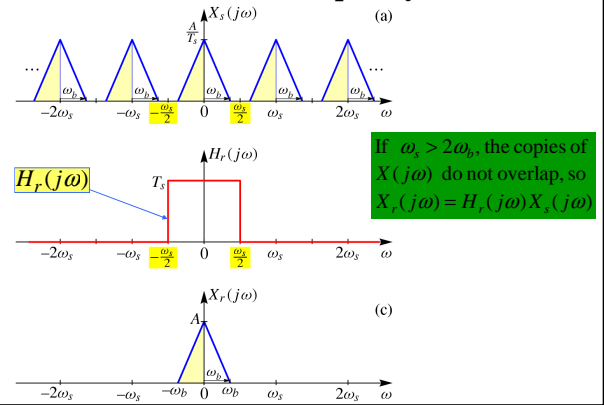 X_s(jω) (a)
A/T_s
... ω_b ω_b ω_b ω_b ω_b ...
−2ω_s −ω_s −ω_s/2 0 ω_s/2 ω_s 2ω_s ω
H_r(jω)
T_s
H_r(jω)
−2ω_s −ω_s −ω_s/2 0 ω_s/2 ω_s 2ω_s ω
If ω_s > 2ω_b, the copies of
X(jω) do not overlap, so
X_r(jω) = H_r(jω)X_s(jω)
X_r(jω) (c)
A
ω_b
−2ω_s −ω_s −ω_b 0 ω_b ω_s 2ω_s ω